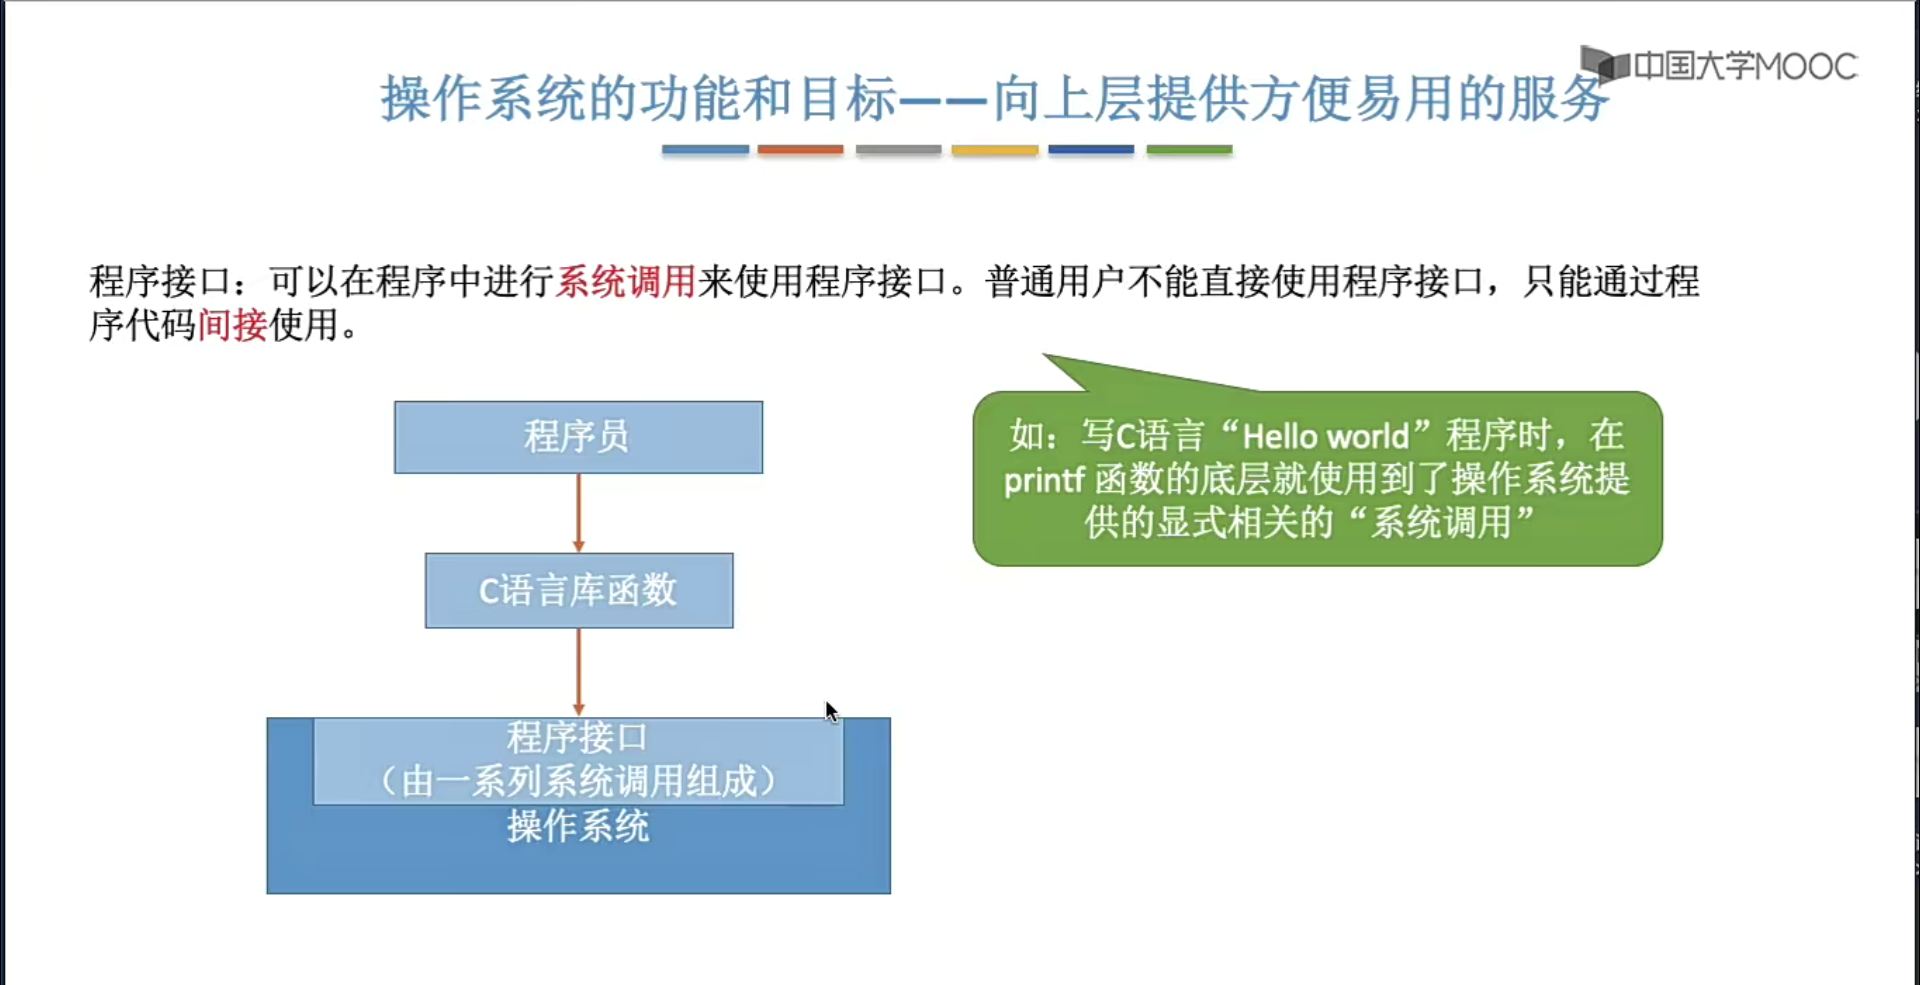 中国大学MOOC
操作系统的功能和目标——向上层提供方便易用的服务
程序接口：可以在程序中进行系统调用来使用程序接口。普通用户不能直接使用程序接口，只能通过程
序代码间接使用。
程序员
C语言库函数
程序接口
（由一系列系统调用组成）
操作系统
如：写C语言“Hello world”程序时，在
printf 函数的底层就使用到了操作系统提
供的显式相关的“系统调用”